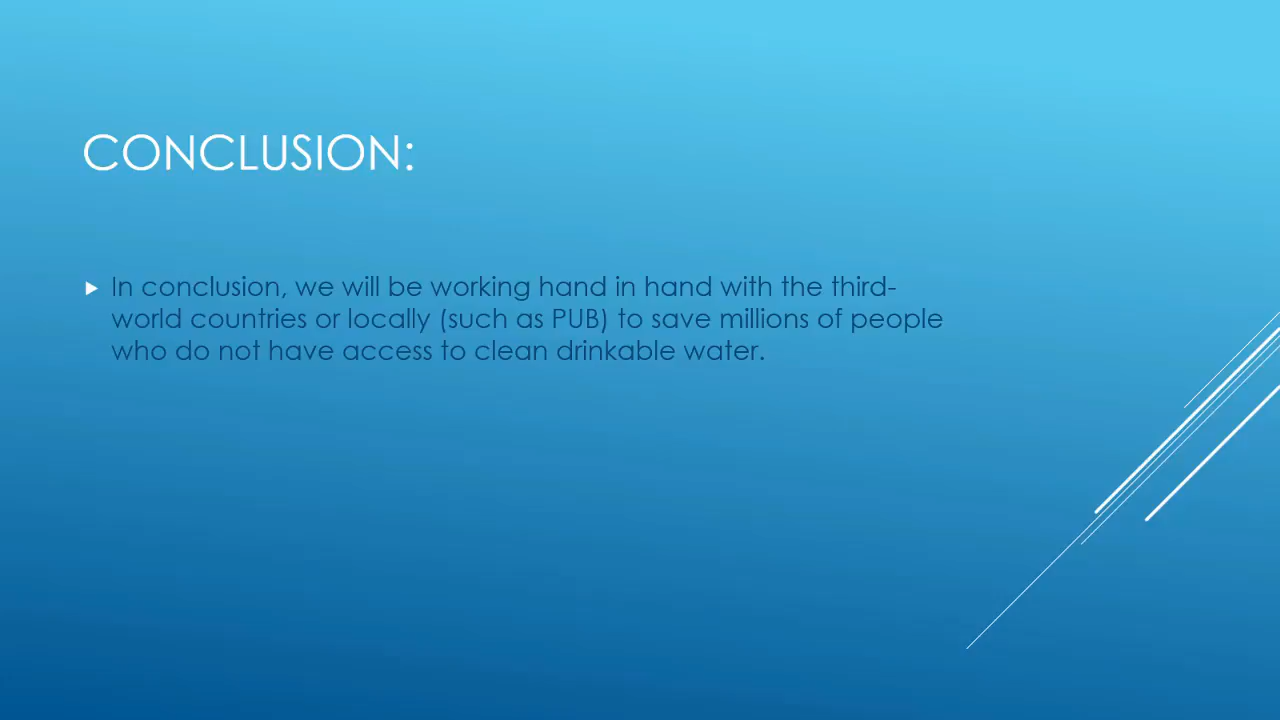 CONCLUSION:
In conclusion, we will be working hand in hand with the third-
world countries or locally (such as PUB) to save millions of people
who do not have access to clean drinkable water.